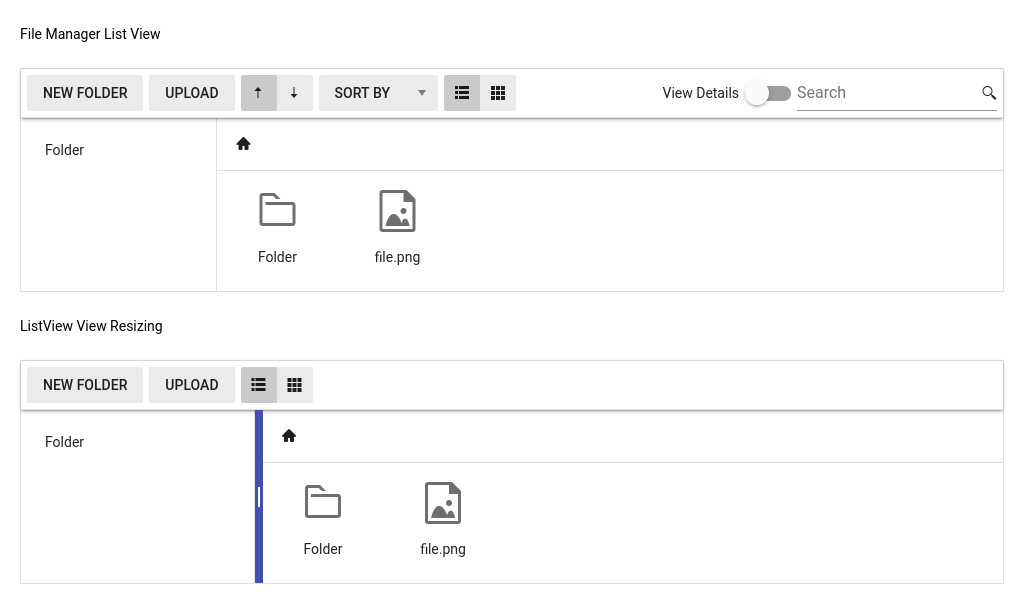 File Manager List View
NEW FOLDER UPLOAD SORT BY View Details Search
Folder
Folder file.png
ListView View Resizing
NEW FOLDER UPLOAD
Folder
Folder file.png